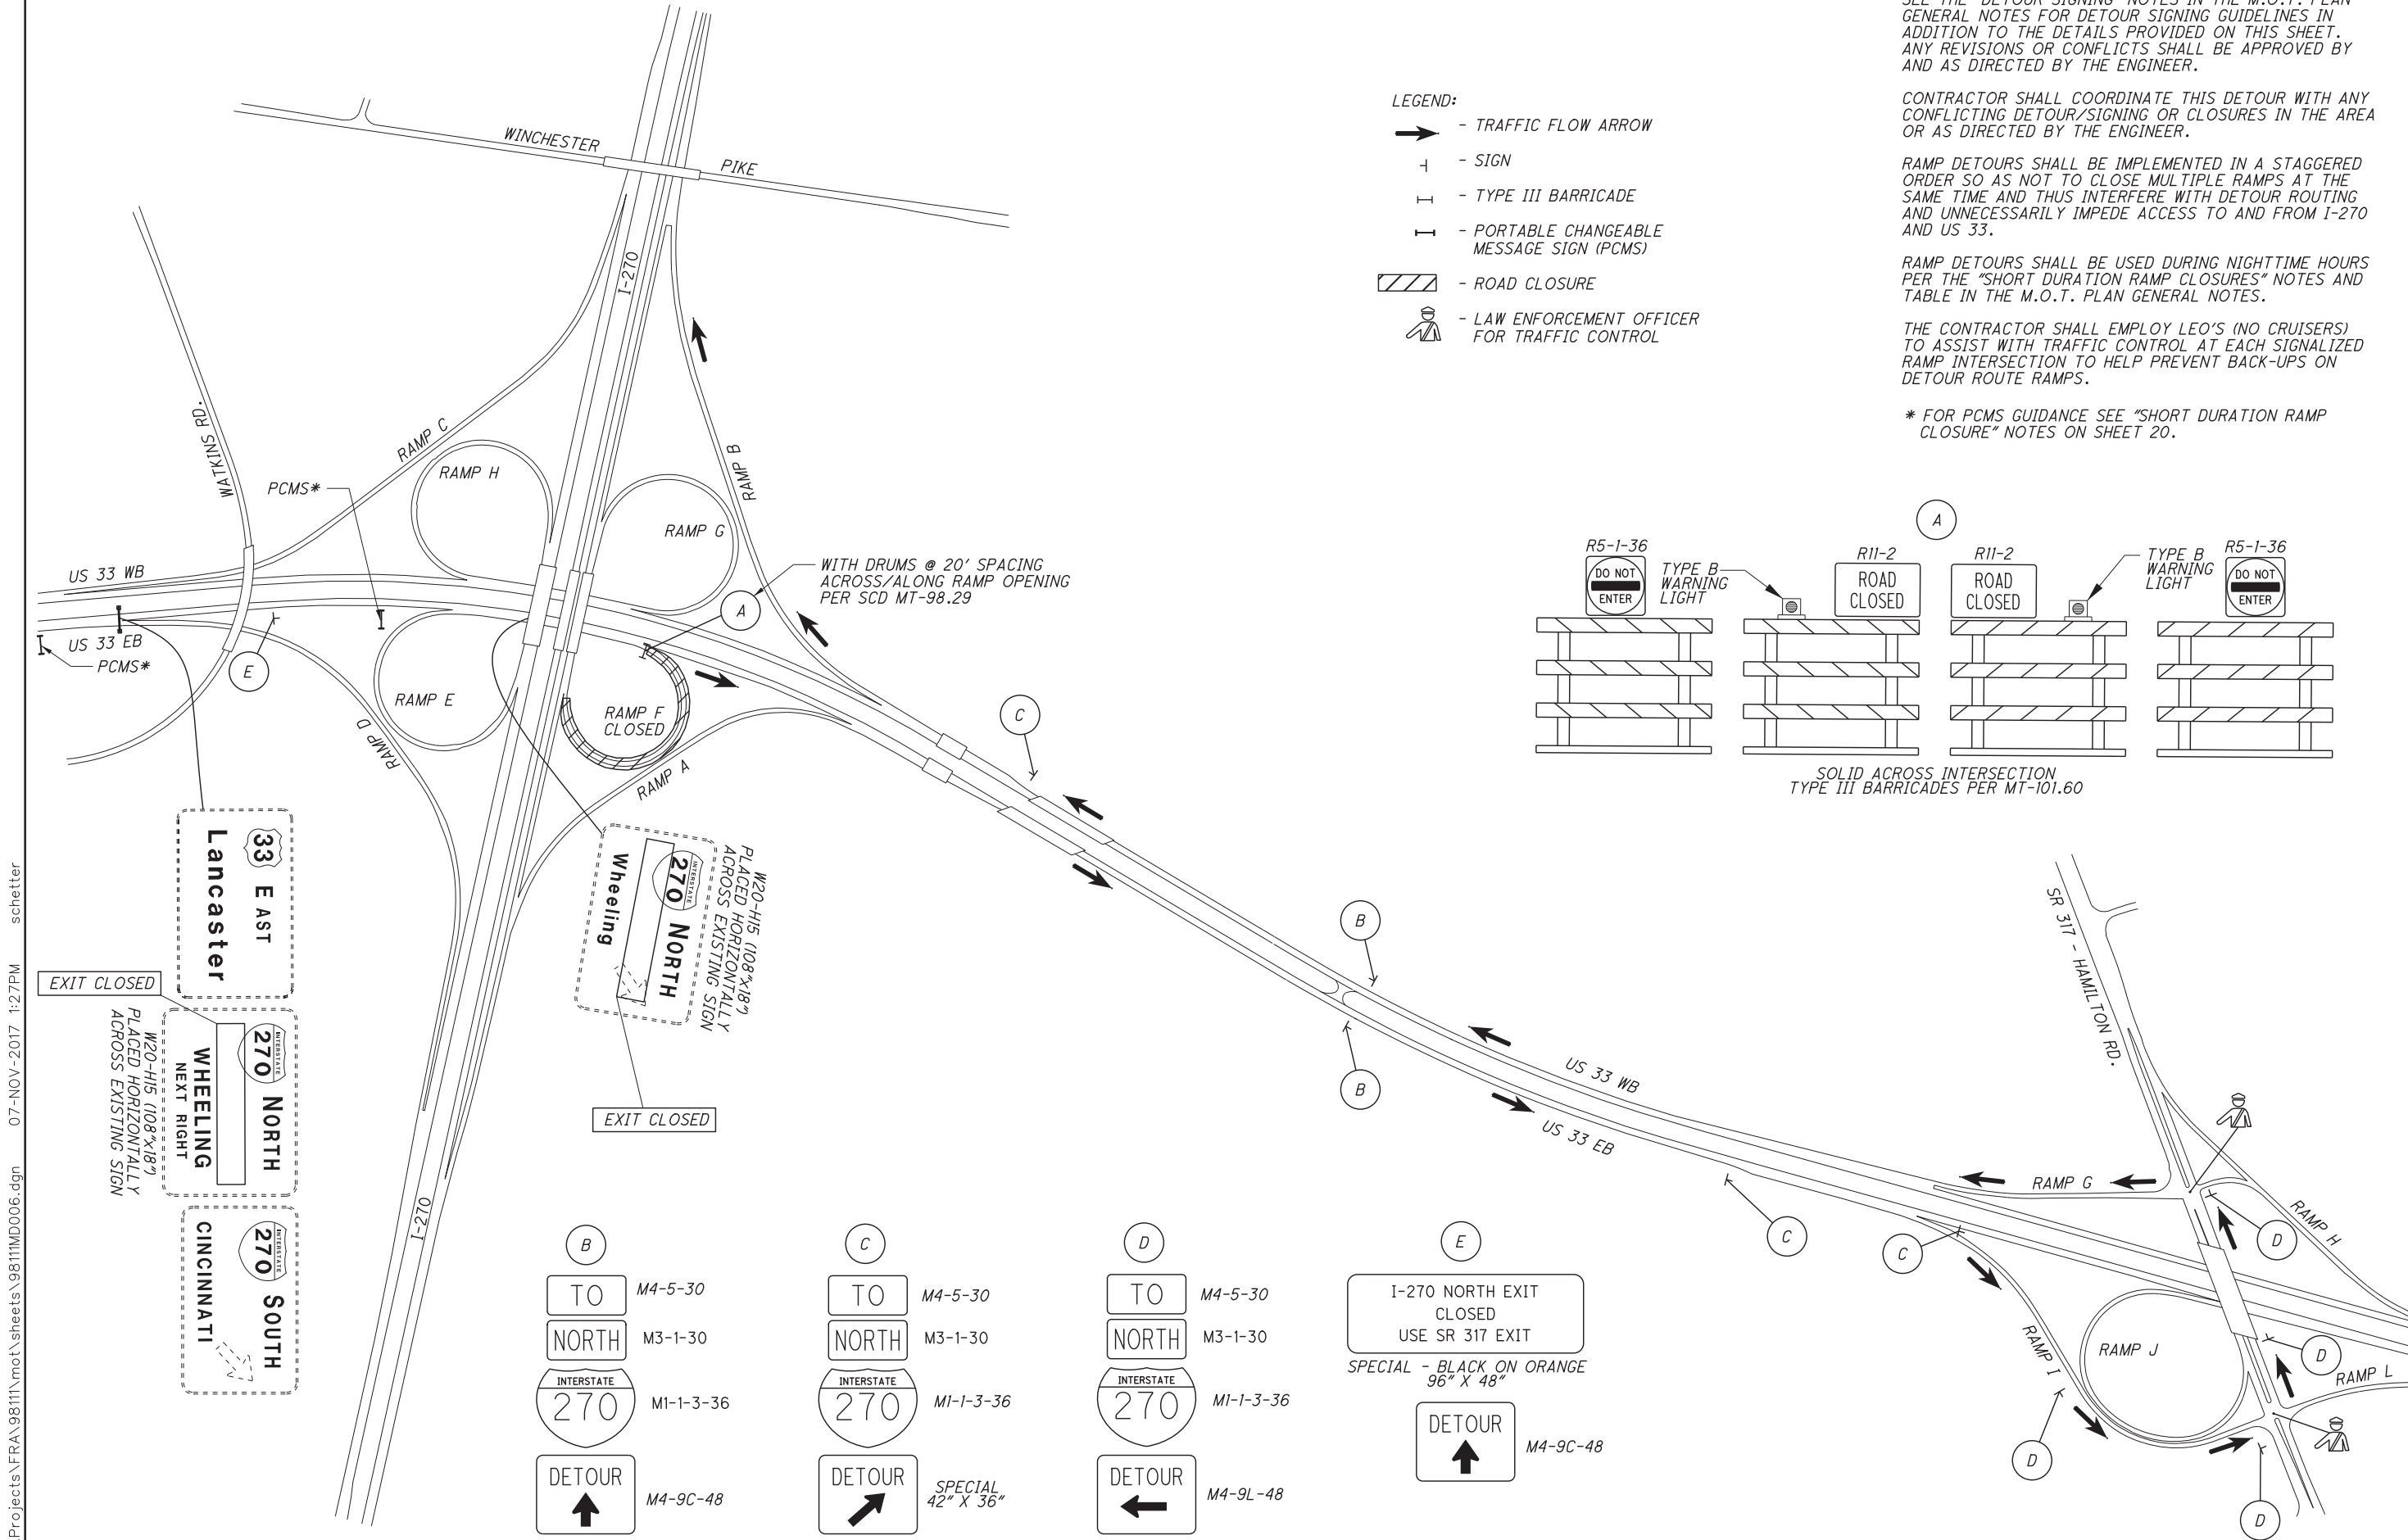 SEE THE "DETOUR SIGNING" NOTES IN THE M.O.T. PLAN
GENERAL NOTES FOR DETOUR SIGNING GUIDELINES IN
ADDITION TO THE DETAILS PROVIDED ON THIS SHEET.
ANY REVISIONS OR CONFLICTS SHALL BE APPROVED BY
AND AS DIRECTED BY THE ENGINEER.
CONTRACTOR SHALL COORDINATE THIS DETOUR WITH ANY
CONFLICTING DETOUR/SIGNING OR CLOSURES IN THE AREA
OR AS DIRECTED BY THE ENGINEER.
RAMP DETOURS SHALL BE IMPLEMENTED IN A STAGGERED
ORDER SO AS NOT TO CLOSE MULTIPLE RAMPS AT THE
SAME TIME AND THUS INTERFERE WITH DETOUR ROUTING
AND UNNECESSARILY IMPEDE ACCESS TO AND FROM I-270
AND US 33.
RAMP DETOURS SHALL BE USED DURING NIGHTTIME HOURS
PER THE "SHORT DURATION RAMP CLOSURES" NOTES AND
TABLE IN THE M.O.T. PLAN GENERAL NOTES.
THE CONTRACTOR SHALL EMPLOY LEO'S (NO CRUISERS)
TO ASSIST WITH TRAFFIC CONTROL AT EACH SIGNALIZED
RAMP INTERSECTION TO HELP PREVENT BACK-UPS ON
DETOUR ROUTE RAMPS.
* FOR PCMS GUIDANCE SEE "SHORT DURATION RAMP
CLOSURE" NOTES ON SHEET 20.
LEGEND:
- TRAFFIC FLOW ARROW
- SIGN
- TYPE III BARRICADE
- PORTABLE CHANGEABLE
MESSAGE SIGN (PCMS)
- ROAD CLOSURE
- LAW ENFORCEMENT OFFICER
FOR TRAFFIC CONTROL
WINCHESTER
PIKE
I-270
WATKINS RD.
RAMP C
RAMP H
PCMS*
RAMP B
RAMP G
US 33 WB
WITH DRUMS @ 20' SPACING
ACROSS/ALONG RAMP OPENING
PER SCD MT-98.29
A
US 33 EB
PCMS*
E
RAMP E
RAMP D
RAMP F
CLOSED
RAMP A
C
A
R5-1-36
DO NOT
ENTER
TYPE B
WARNING
LIGHT
R11-2
ROAD
CLOSED
R11-2
ROAD
CLOSED
TYPE B
WARNING
LIGHT
R5-1-36
DO NOT
ENTER
SOLID ACROSS INTERSECTION
TYPE III BARRICADES PER MT-101.60
33 EAST
Lancaster
INTERSTATE
270 NORTH
Wheeling
W20-H15 (108"x18")
PLACED HORIZONTALLY
ACROSS EXISTING SIGN
EXIT CLOSED
EXIT CLOSED
INTERSTATE
270 NORTH
WHEELING
NEXT RIGHT
W20-H15 (108"x18")
PLACED HORIZONTALLY
ACROSS EXISTING SIGN
INTERSTATE
270 SOUTH
CINCINNATI
I-270
B
B
US 33 WB
US 33 EB
C
C
SR 317 - HAMILTON RD.
RAMP G
D
RAMP H
D
RAMP I
RAMP J
RAMP L
D
D
B
TO M4-5-30
NORTH M3-1-30
INTERSTATE
270 M1-1-3-36
DETOUR
M4-9C-48
C
TO M4-5-30
NORTH M3-1-30
INTERSTATE
270 M1-1-3-36
DETOUR
SPECIAL
42" X 36"
D
TO M4-5-30
NORTH M3-1-30
INTERSTATE
270 M1-1-3-36
DETOUR
M4-9L-48
E
I-270 NORTH EXIT
CLOSED
USE SR 317 EXIT
SPECIAL - BLACK ON ORANGE
96" X 48"
DETOUR
M4-9C-48
Projects\FRA\98111\mot\sheets\98111MD006.dgn 07-NOV-2017 1:27PM schetter